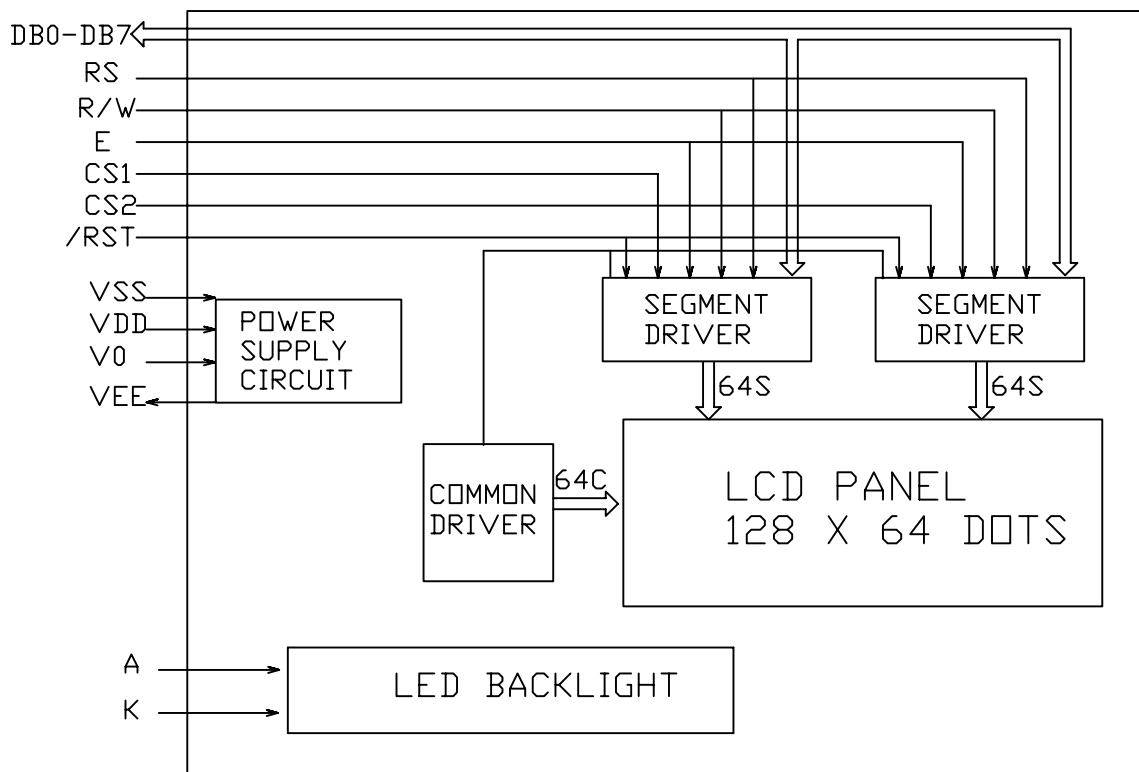 DB0-DB7
RS
R/W
E
CS1
CS2
/RST
VSS
VDD
V0
VEE
POWER
SUPPLY
CIRCUIT
SEGMENT
DRIVER
SEGMENT
DRIVER
64S
64S
COMMON
DRIVER
64C
LCD PANEL
128 X 64 DOTS
A
K
LED BACKLIGHT